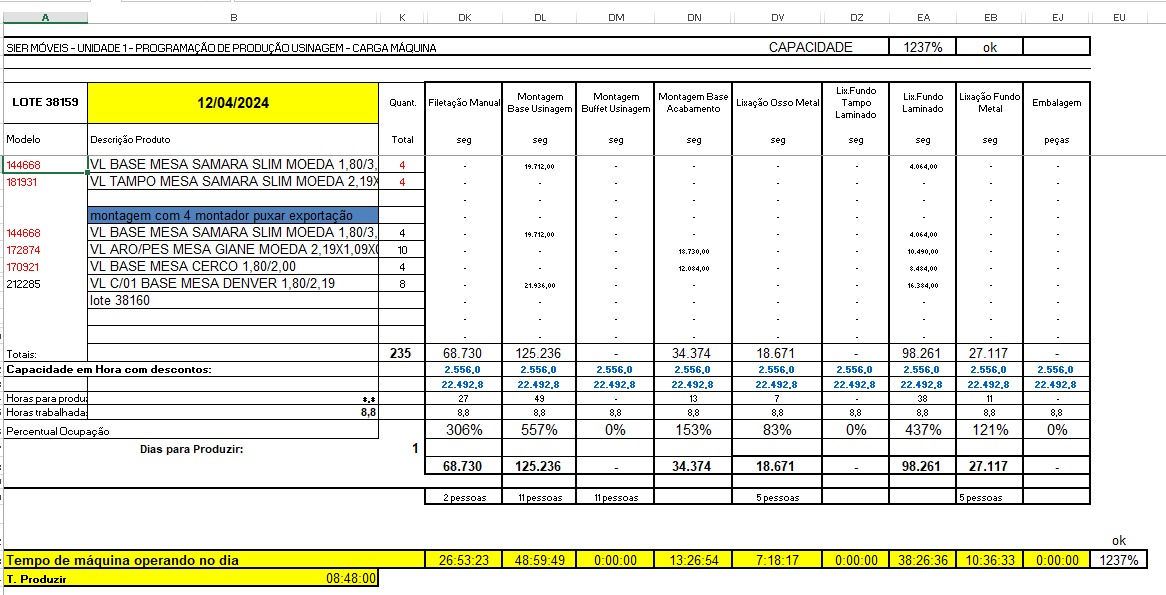 A B K DK DL DM DN DV DZ EA EB EJ EU
SIER MÓVEIS - UNIDADE 1 - PROGRAMAÇÃO DE PRODUÇÃO USINAGEM - CARGA MÁQUINA CAPACIDADE 1237% ok
LOTE 38159 12/04/2024 Quant. Filetação Manual Montagem Base Usinagem Montagem Buffet Usinagem Montagem Base Acabamento Lixação Osso Metal Lix.Fundo Tampo Laminado Lix.Fundo Laminado Lixação Fundo Metal Embalagem
Modelo Descrição Produto Total seg seg seg seg seg seg seg seg peças
144668 VL BASE MESA SAMARA SLIM MOEDA 1,80/3, 4 - 19.712,00 - - - - 4.064,00 - -
181931 VL TAMPO MESA SAMARA SLIM MOEDA 2,19X 4 - - - - - - - - -
- - - - - - - - -
montagem com 4 montador puxar exportação - - - - - - - - -
144668 VL BASE MESA SAMARA SLIM MOEDA 1,80/3, 4 - 19.712,00 - - - - 4.064,00 - -
172874 VL ARO/PES MESA GIANE MOEDA 2,19X1,09X0 10 - - - 18.730,00 - - 10.490,00 - -
170921 VL BASE MESA CERCO 1,80/2,00 4 - - - 12.084,00 - - 8.484,00 - -
212285 VL C/01 BASE MESA DENVER 1,80/2,19 8 - 21.936,00 - - - - 16.384,00 - -
lote 38160 - - - - - - - - -
- - - - - - - - -
- - - - - - - - -
Totais: 235 68.730 125.236 - 34.374 18.671 - 98.261 27.117 -
Capacidade em Hora com descontos: 2.556,0 2.556,0 2.556,0 2.556,0 2.556,0 2.556,0 2.556,0 2.556,0 2.556,0
22.492,8 22.492,8 22.492,8 22.492,8 22.492,8 22.492,8 22.492,8 22.492,8 22.492,8
Horas para produ 27 49 - 13 7 - 38 11 -
Horas trabalhada 8,8 8,8 8,8 8,8 8,8 8,8 8,8 8,8 8,8 8,8
Percentual Ocupação 306% 557% 0% 153% 83% 0% 437% 121% 0%
Dias para Produzir: 1
68.730 125.236 - 34.374 18.671 - 98.261 27.117 -
2 pessoas 11 pessoas 11 pessoas 5 pessoas 5 pessoas
ok
Tempo de máquina operando no dia 26:53:23 48:59:49 0:00:00 13:26:54 7:18:17 0:00:00 38:26:36 10:36:33 0:00:00 1237%
T. Produzir 08:48:00